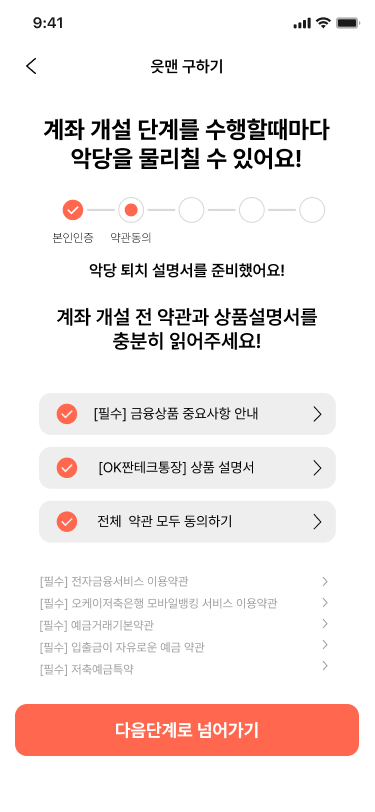 9:41
읏맨 구하기
계좌 개설 단계를 수행할때마다
악당을 물리칠 수 있어요!
본인인증 약관동의
악당 퇴치 설명서를 준비했어요!
계좌 개설 전 약관과 상품설명서를
충분히 읽어주세요!
[필수] 금융상품 중요사항 안내
[OK짠테크통장] 상품 설명서
전체 약관 모두 동의하기
[필수] 전자금융서비스 이용약관
[필수] 오케이저축은행 모바일뱅킹 서비스 이용약관
[필수] 예금거래기본약관
[필수] 입출금이 자유로운 예금 약관
[필수] 저축예금특약
다음단계로 넘어가기